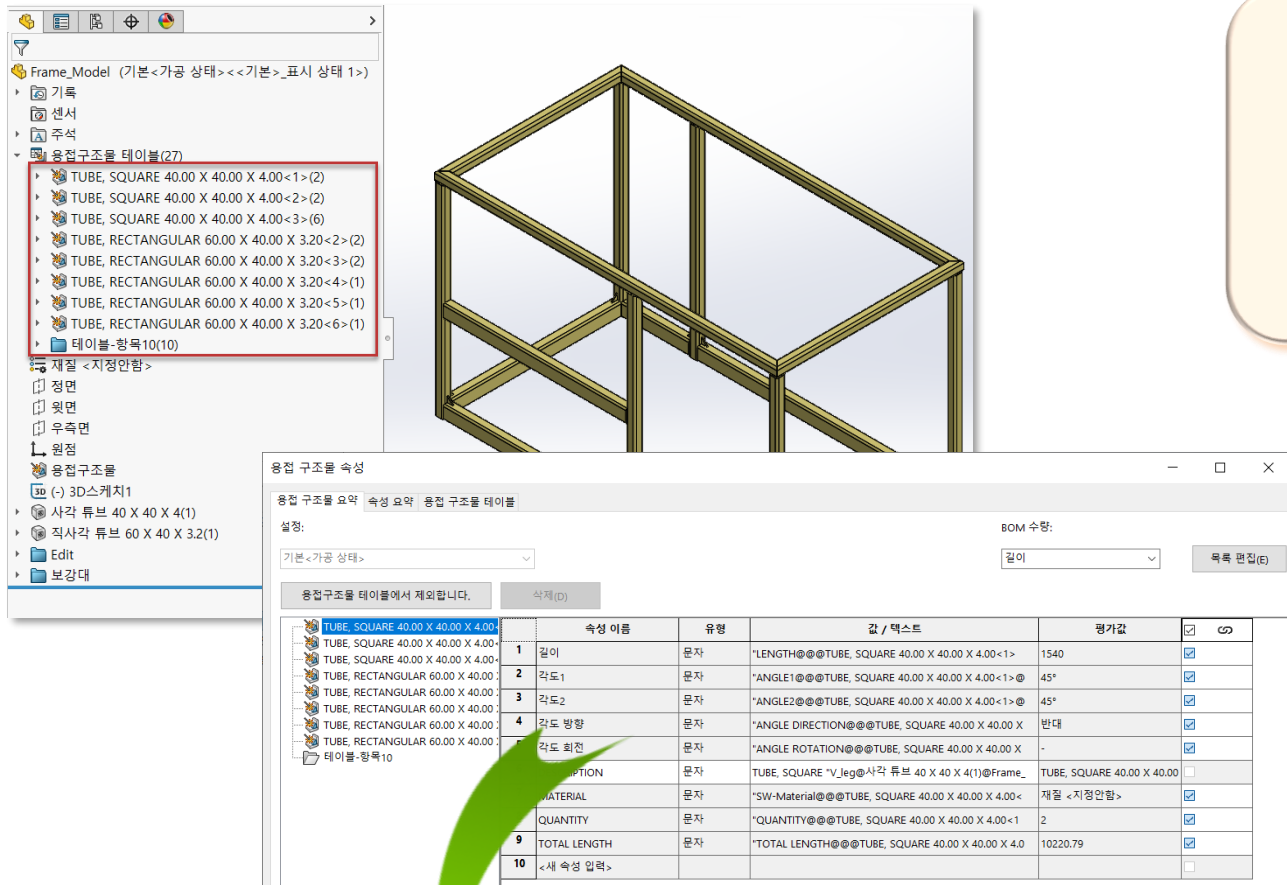 Frame_Model (기본<가공 상태><<기본>_표시 상태 1>)
기록
센서
주석
용접구조물 테이블(27)
TUBE, SQUARE 40.00 X 40.00 X 4.00<1>(2)
TUBE, SQUARE 40.00 X 40.00 X 4.00<2>(2)
TUBE, SQUARE 40.00 X 40.00 X 4.00<3>(6)
TUBE, RECTANGULAR 60.00 X 40.00 X 3.20<2>(2)
TUBE, RECTANGULAR 60.00 X 40.00 X 3.20<3>(2)
TUBE, RECTANGULAR 60.00 X 40.00 X 3.20<4>(1)
TUBE, RECTANGULAR 60.00 X 40.00 X 3.20<5>(1)
TUBE, RECTANGULAR 60.00 X 40.00 X 3.20<6>(1)
테이블-항목10(10)
재질 <지정안함>
정면
윗면
우측면
원점
용접구조물
3D (-) 3D스케치1
사각 튜브 40 X 40 X 4(1)
직사각 튜브 60 X 40 X 3.2(1)
Edit
보강대
용접 구조물 속성
용접 구조물 요약 속성 요약 용접 구조물 테이블
설정: BOM 수량:
기본<가공 상태> 길이 목록 편집(E)
용접구조물 테이블에서 제외합니다. 삭제(D)
TUBE, SQUARE 40.00 X 40.00 X 4.00<
TUBE, SQUARE 40.00 X 40.00 X 4.00<
TUBE, SQUARE 40.00 X 40.00 X 4.00<
TUBE, RECTANGULAR 60.00 X 40.00
TUBE, RECTANGULAR 60.00 X 40.00
TUBE, RECTANGULAR 60.00 X 40.00
TUBE, RECTANGULAR 60.00 X 40.00
TUBE, RECTANGULAR 60.00 X 40.00
테이블-항목10
속성 이름 유형 값 / 텍스트 평가값
1 길이 문자 "LENGTH@@@TUBE, SQUARE 40.00 X 40.00 X 4.00<1> 1540
2 각도1 문자 "ANGLE1@@@TUBE, SQUARE 40.00 X 40.00 X 4.00<1>@ 45°
3 각도2 문자 "ANGLE2@@@TUBE, SQUARE 40.00 X 40.00 X 4.00<1>@ 45°
4 각도 방향 문자 "ANGLE DIRECTION@@@TUBE, SQUARE 40.00 X 40.00 X 반대
각도 회전 문자 "ANGLE ROTATION@@@TUBE, SQUARE 40.00 X 40.00 X -
PTION 문자 TUBE, SQUARE "V_leg@사각 튜브 40 X 40 X 4(1)@Frame_ TUBE, SQUARE 40.00 X 40.00
MATERIAL 문자 "SW-Material@@@TUBE, SQUARE 40.00 X 40.00 X 4.00< 재질 <지정안함>
QUANTITY 문자 "QUANTITY@@@TUBE, SQUARE 40.00 X 40.00 X 4.00<1 2
9 TOTAL LENGTH 문자 "TOTAL LENGTH@@@TUBE, SQUARE 40.00 X 40.00 X 4.0 10220.79
10 <새 속성 입력>